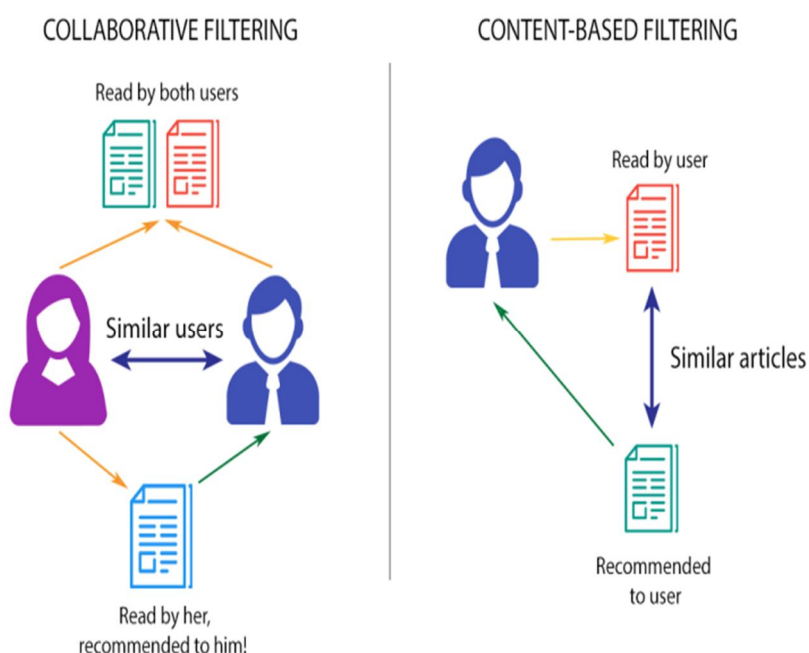 COLLABORATIVE FILTERING
Read by both users
Similar users
Read by her,
recommended to him!
CONTENT-BASED FILTERING
Read by user
Similar articles
Recommended
to user